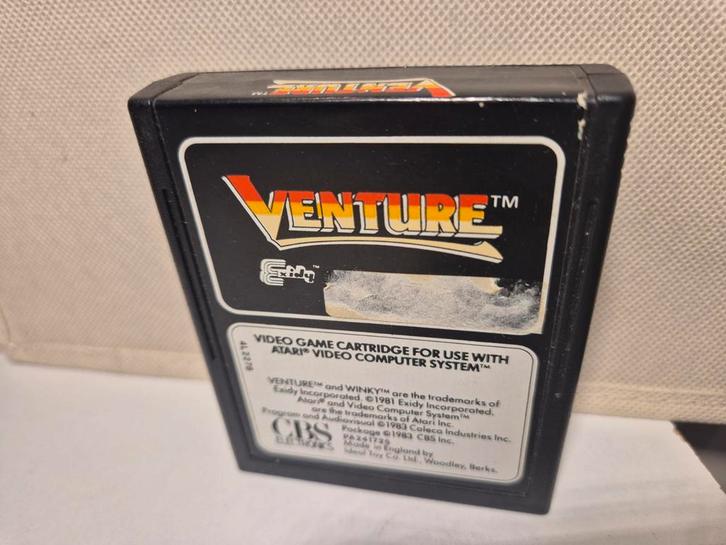 VENTURE™
VENTURE™
Exidy™
VIDEO GAME CARTRIDGE FOR USE WITH
ATARI® VIDEO COMPUTER SYSTEM™
VENTURE™ and WINKY™ are the trademarks of
Exidy Incorporated. ©1981 Exidy Incorporated.
Atari® and Video Computer System™
are the trademarks of Atari Inc.
Program and Audiovisual ©1983 Coleco Industries Inc.
Package ©1983 CBS Inc.
PA241725
Made in England by
Ideal Toy Co. Ltd., Woodley, Berks.
CBS
ELECTRONICS